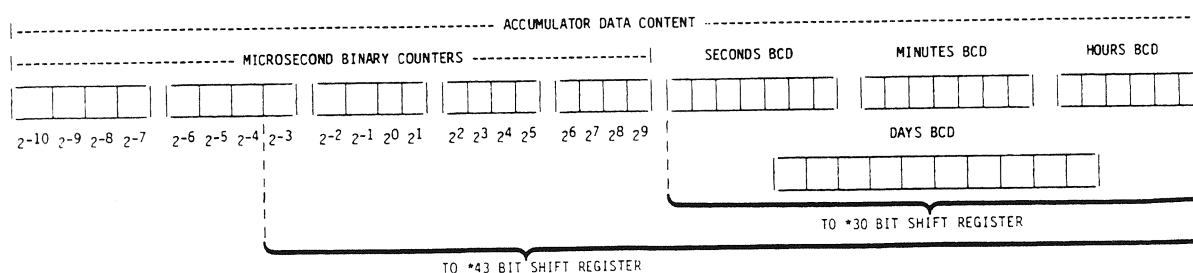 ACCUMULATOR DATA CONTENT
MICROSECOND BINARY COUNTERS SECONDS BCD MINUTES BCD HOURS BCD
2-10 2-9 2-8 2-7 2-6 2-5 2-4 2-3 2-2 2-1 20 21 22 23 24 25 26 27 28 29
DAYS BCD
TO *30 BIT SHIFT REGISTER
TO *43 BIT SHIFT REGISTER